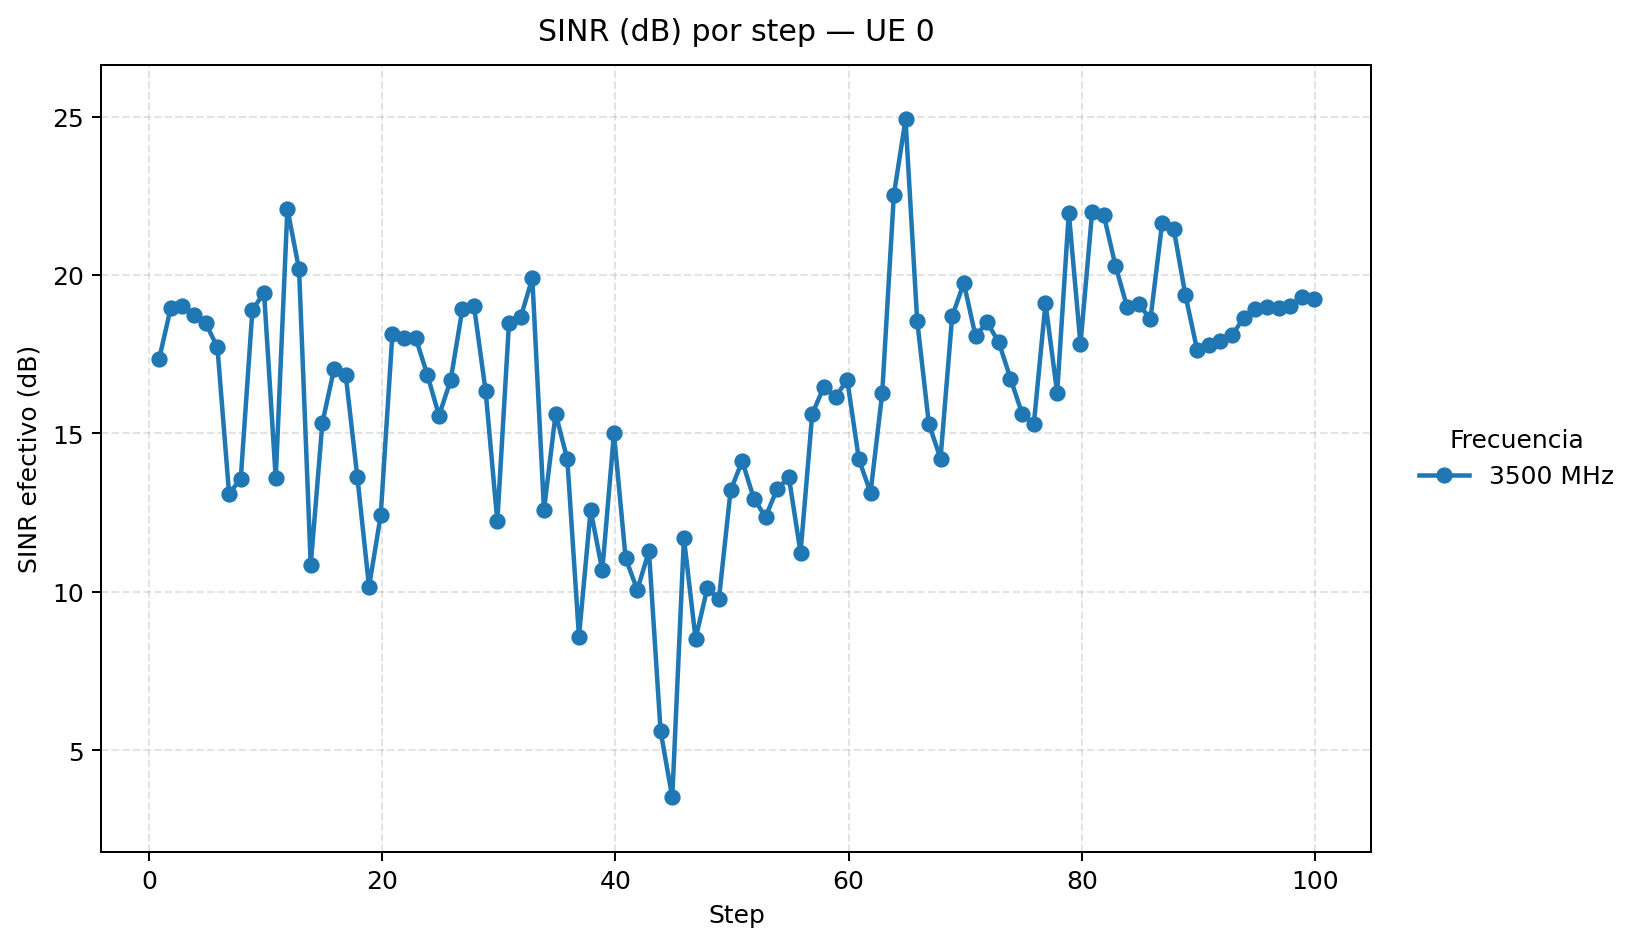 SINR (dB) por step — UE 0
25
20
15
10
5
SINR efectivo (dB)
0 20 40 60 80 100
Step
Frecuencia
3500 MHz